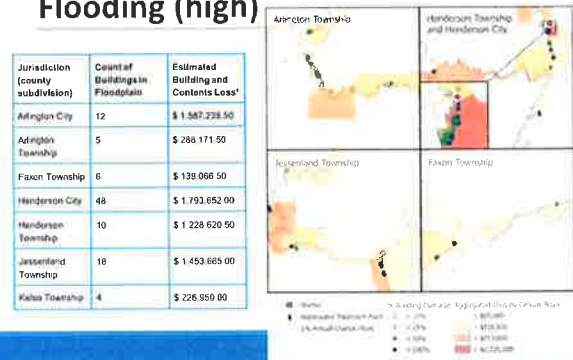 Flooding (high)
Jurisdiction (county subdivision)
Count of Buildings in Floodplain
Estimated Building and Contents Loss*
Arlington City 12 $ 1,587,239.50
Arlington Township 5 $ 288,171.50
Faxon Township 6 $ 139,066.50
Henderson City 48 $ 1,793,652.00
Henderson Township 10 $ 1,228,620.50
Jessenland Township 18 $ 1,453,665.00
Kelso Township 4 $ 226,950.00
Arlington Township
Henderson Township
and Henderson City
Jessenland Township
Faxon Township